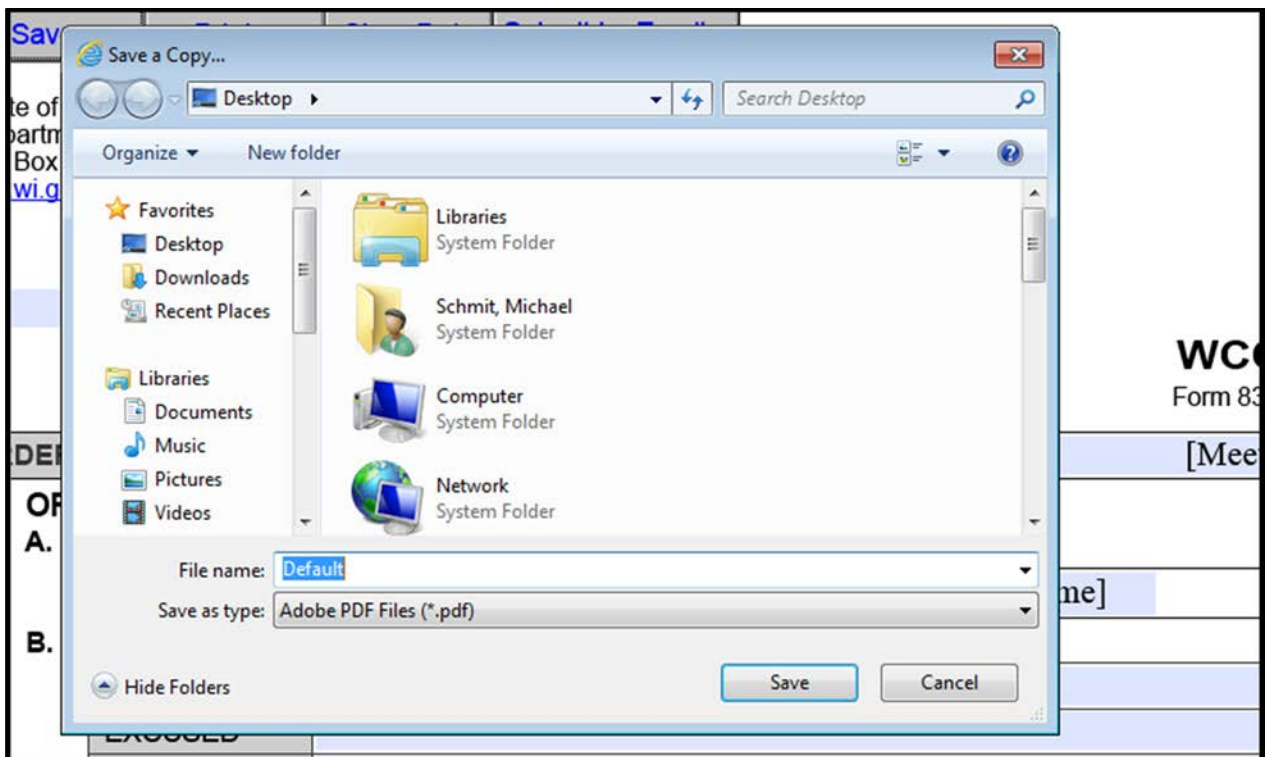 Sav
Save a Copy...
Desktop
Search Desktop
te of
Organize
New folder
Box
wi.g
Favorites
Desktop
Downloads
Recent Places
Libraries
Documents
Music
Pictures
Videos
Libraries
System Folder
Schmit, Michael
System Folder
Computer
System Folder
Network
System Folder
WC
Form 83
DE
[Mee
OF
A.
File name: Default
me]
Save as type: Adobe PDF Files (*.pdf)
B.
Hide Folders
Save
Cancel